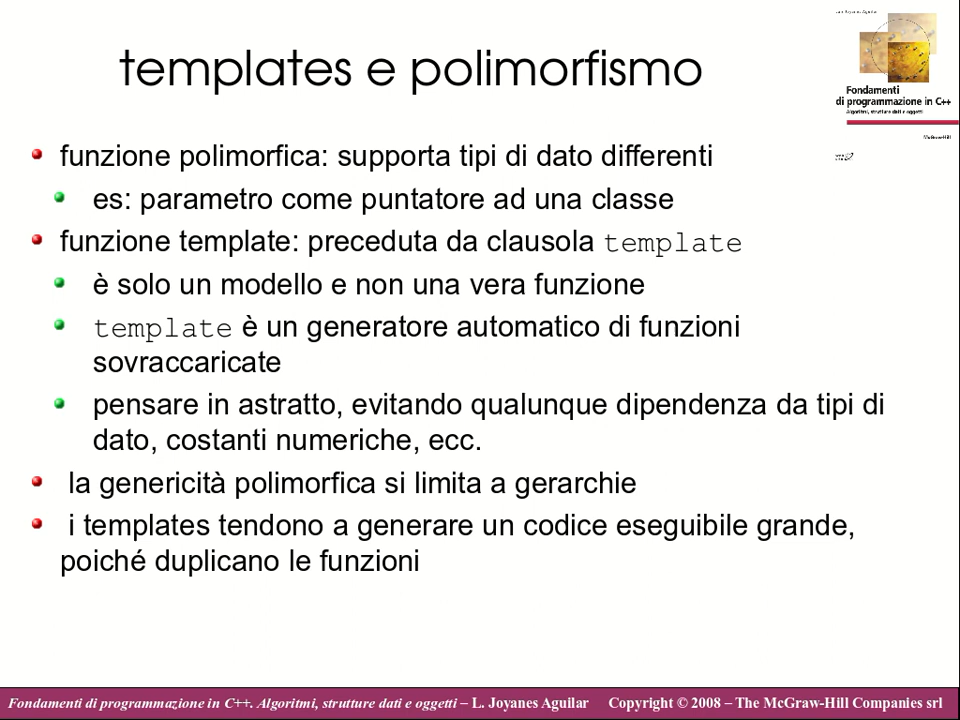 templates e polimorfismo
Fondamenti
di programmazione in C++
Algoritmi, strutture dati e oggetti
McGraw-Hill
funzione polimorfica: supporta tipi di dato differenti
es: parametro come puntatore ad una classe
funzione template: preceduta da clausola template
è solo un modello e non una vera funzione
template è un generatore automatico di funzioni
sovraccaricate
pensare in astratto, evitando qualunque dipendenza da tipi di
dato, costanti numeriche, ecc.
la genericità polimorfica si limita a gerarchie
i templates tendono a generare un codice eseguibile grande,
poiché duplicano le funzioni
Fondamenti di programmazione in C++. Algoritmi, strutture dati e oggetti – L. Joyanes Aguilar Copyright © 2008 – The McGraw-Hill Companies srl